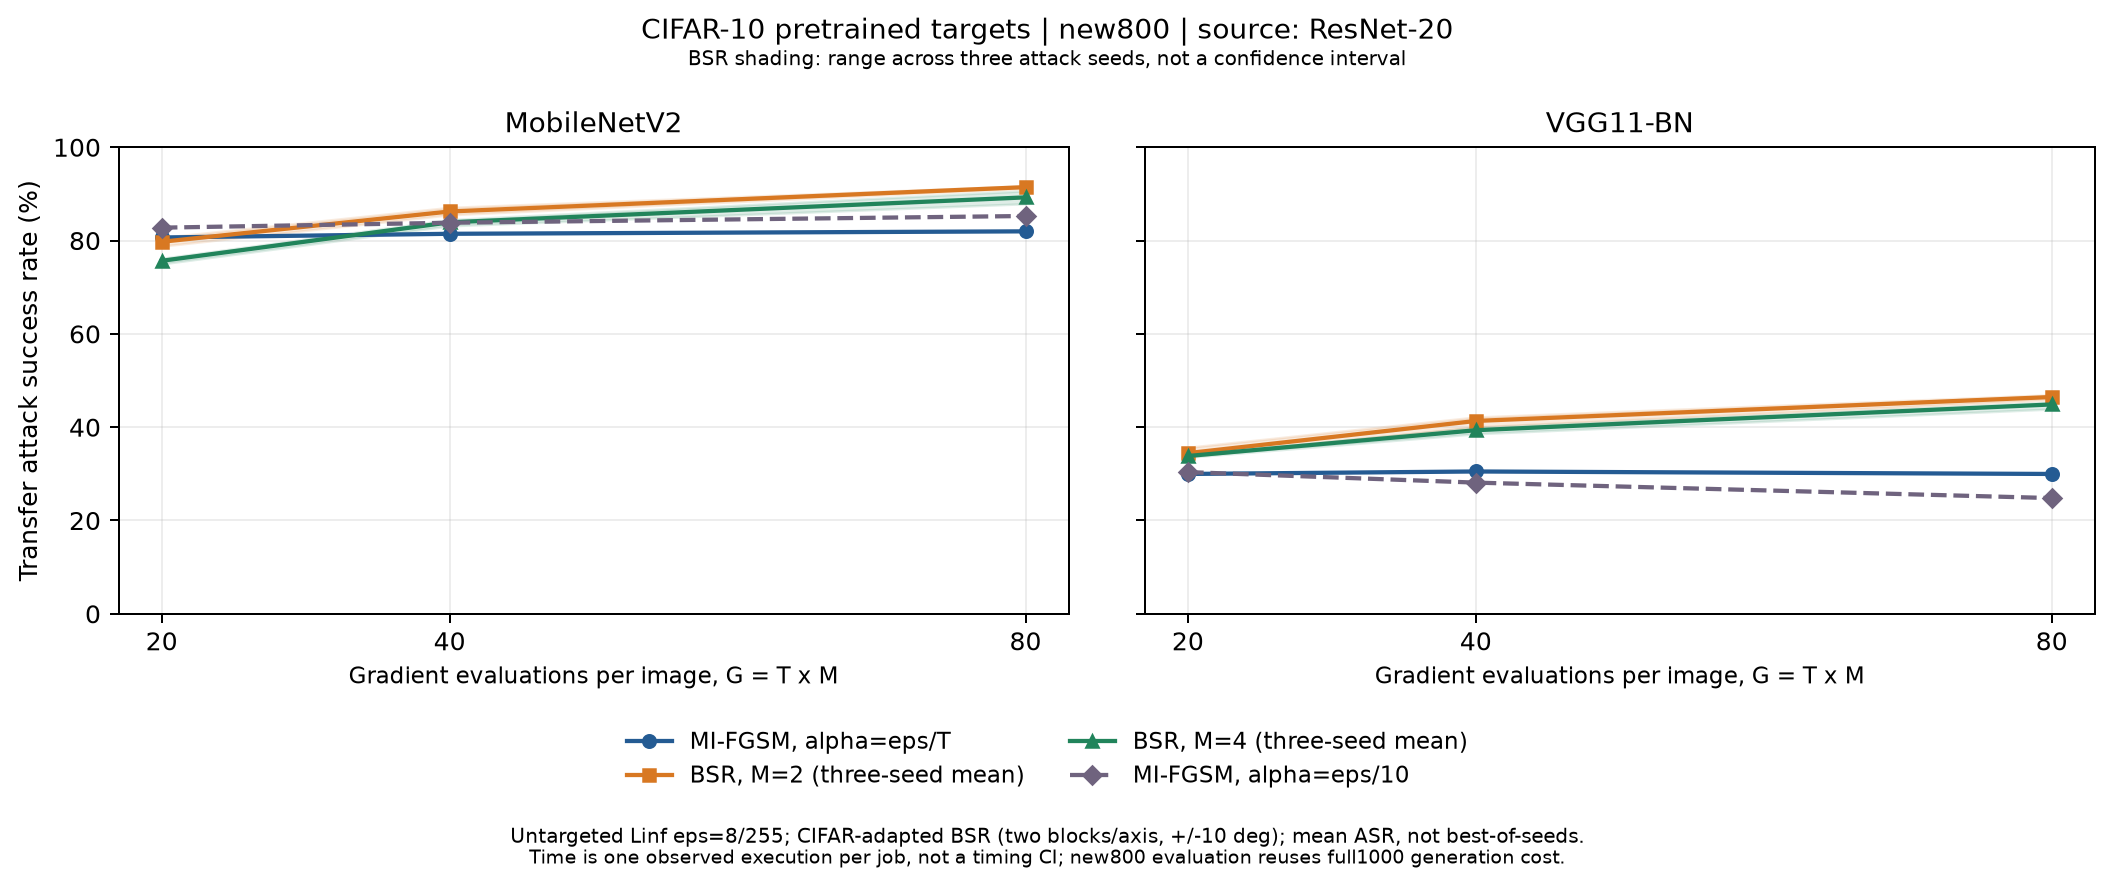 CIFAR-10 pretrained targets | new800 | source: ResNet-20
BSR shading: range across three attack seeds, not a confidence interval
MobileNetV2
Transfer attack success rate (%)
100
80
60
40
20
0
20 40 80
Gradient evaluations per image, G = T x M
VGG11-BN
20 40 80
Gradient evaluations per image, G = T x M
MI-FGSM, alpha=eps/T
BSR, M=2 (three-seed mean)
BSR, M=4 (three-seed mean)
MI-FGSM, alpha=eps/10
Untargeted Linf eps=8/255; CIFAR-adapted BSR (two blocks/axis, +/-10 deg); mean ASR, not best-of-seeds.
Time is one observed execution per job, not a timing CI; new800 evaluation reuses full1000 generation cost.